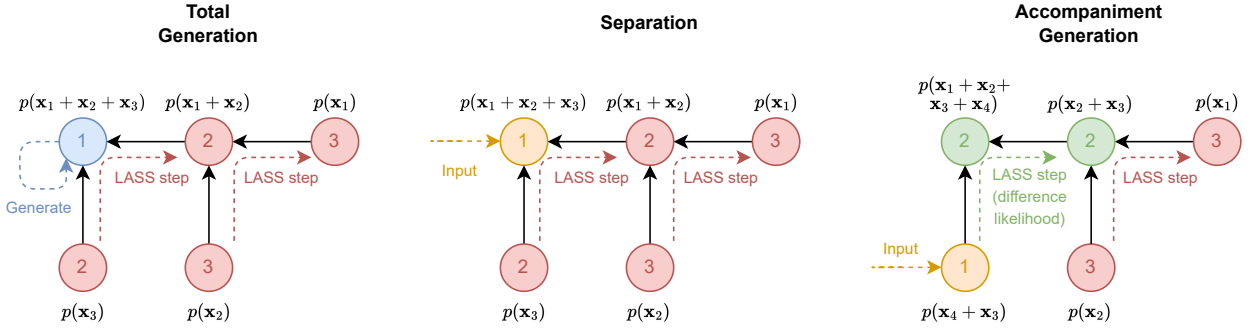 Total
Generation
p(x₁ + x₂ + x₃)
p(x₁ + x₂)
p(x₁)
1
2
3
LASS step
LASS step
Generate
2
3
p(x₃)
p(x₂)
Separation
p(x₁ + x₂ + x₃)
p(x₁ + x₂)
p(x₁)
1
2
3
Input
LASS step
LASS step
2
3
p(x₃)
p(x₂)
Accompaniment
Generation
p(x₁ + x₂+
x₃ + x₄)
p(x₂ + x₃)
p(x₁)
2
2
3
LASS step
(difference
likelihood)
LASS step
Input
1
3
p(x₄ + x₃)
p(x₂)